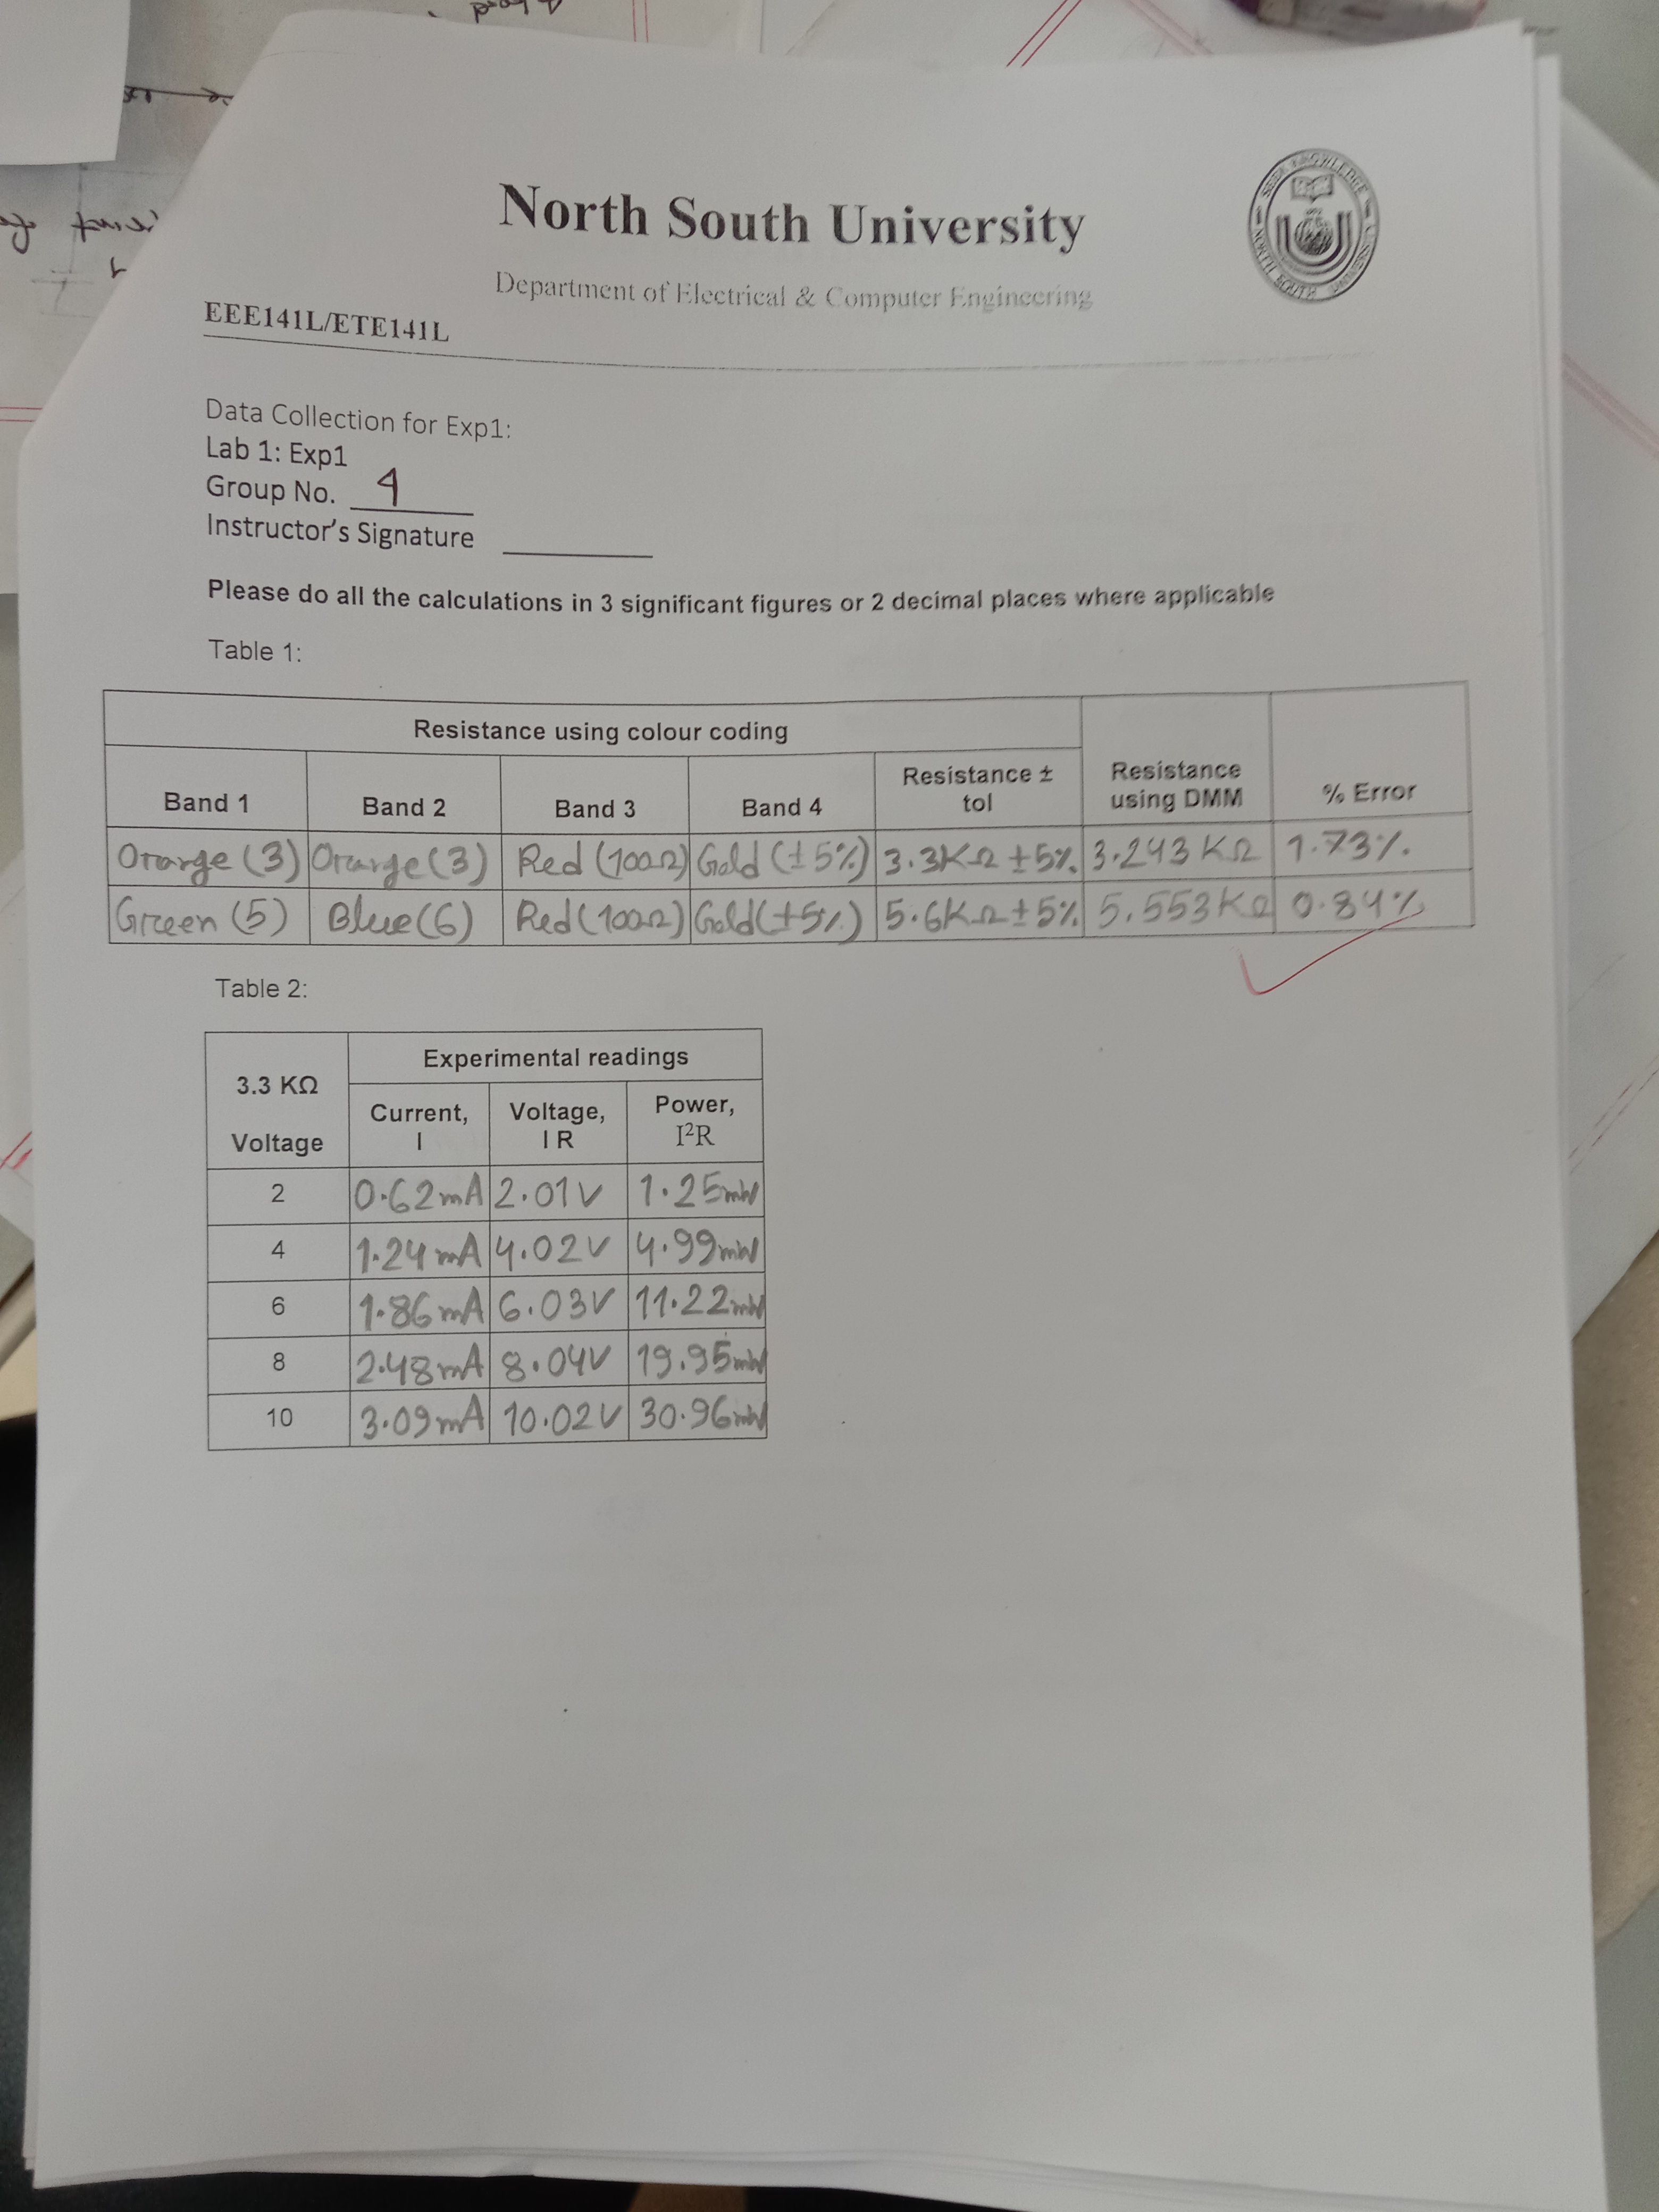 North South University
Department of Electrical & Computer Engineering
EEE141L/ETE141L
Data Collection for Exp1:
Lab 1: Exp1
Group No. 4
Instructor's Signature
Please do all the calculations in 3 significant figures or 2 decimal places where applicable
Table 1:
Resistance using colour coding
Band 1 Band 2 Band 3 Band 4 Resistance ± tol Resistance using DMM % Error
Orange (3) Orange (3) Red (100Ω) Gold (±5%) 3.3KΩ ±5% 3.243 KΩ 1.73%
Green (5) Blue (6) Red (100Ω) Gold (±5%) 5.6KΩ ±5% 5.553KΩ 0.84%
Table 2:
3.3 KΩ Voltage Experimental readings
Current, I Voltage, I R Power, I²R
2 0.62mA 2.01V 1.25mW
4 1.24mA 4.02V 4.99mW
6 1.86mA 6.03V 11.22mW
8 2.48mA 8.04V 19.95mW
10 3.09mA 10.02V 30.96mW